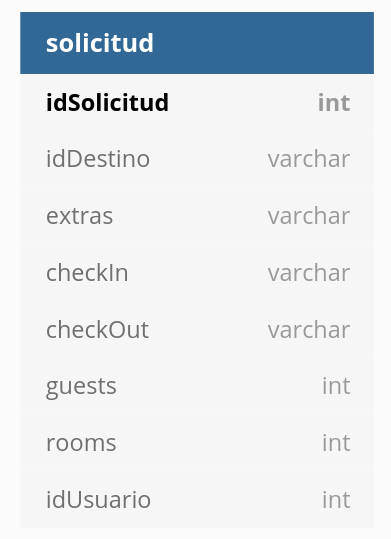 solicitud
idSolicitud int
idDestino varchar
extras varchar
checkIn varchar
checkOut varchar
guests int
rooms int
idUsuario int